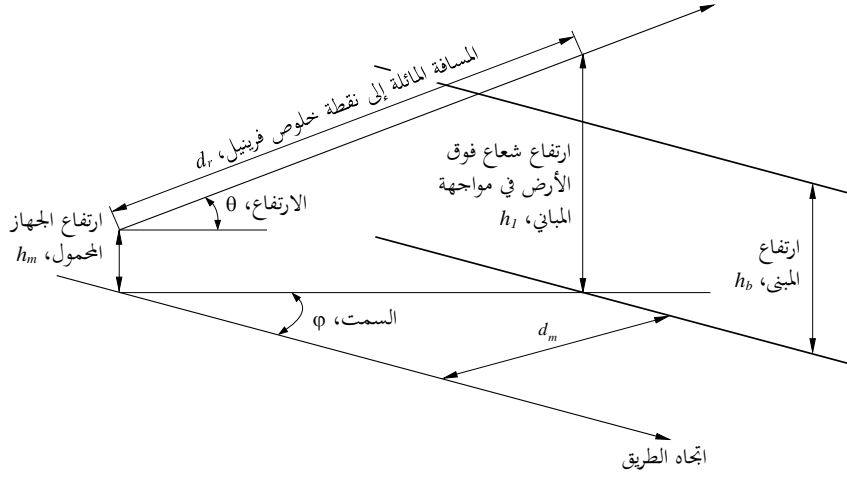 المسافة المائلة إلى نقطة خلوص فرينيل، dr
ارتفاع شعاع فوق
الأرض في مواجهة
المباني، h1
الارتفاع، θ
ارتفاع الجهاز
المحمول، hm
ارتفاع
المبنى، hb
السمت، φ
dm
اتجاه الطريق